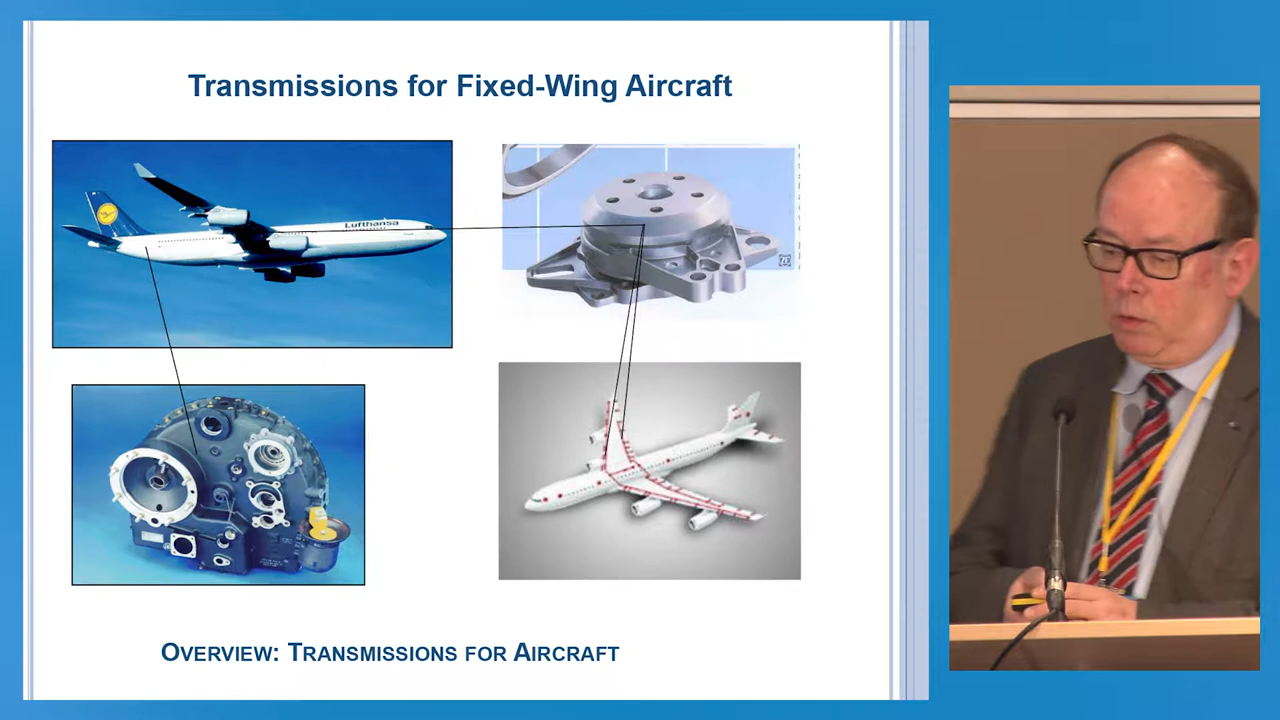 Transmissions for Fixed-Wing Aircraft
Lufthansa
OVERVIEW: TRANSMISSIONS FOR AIRCRAFT